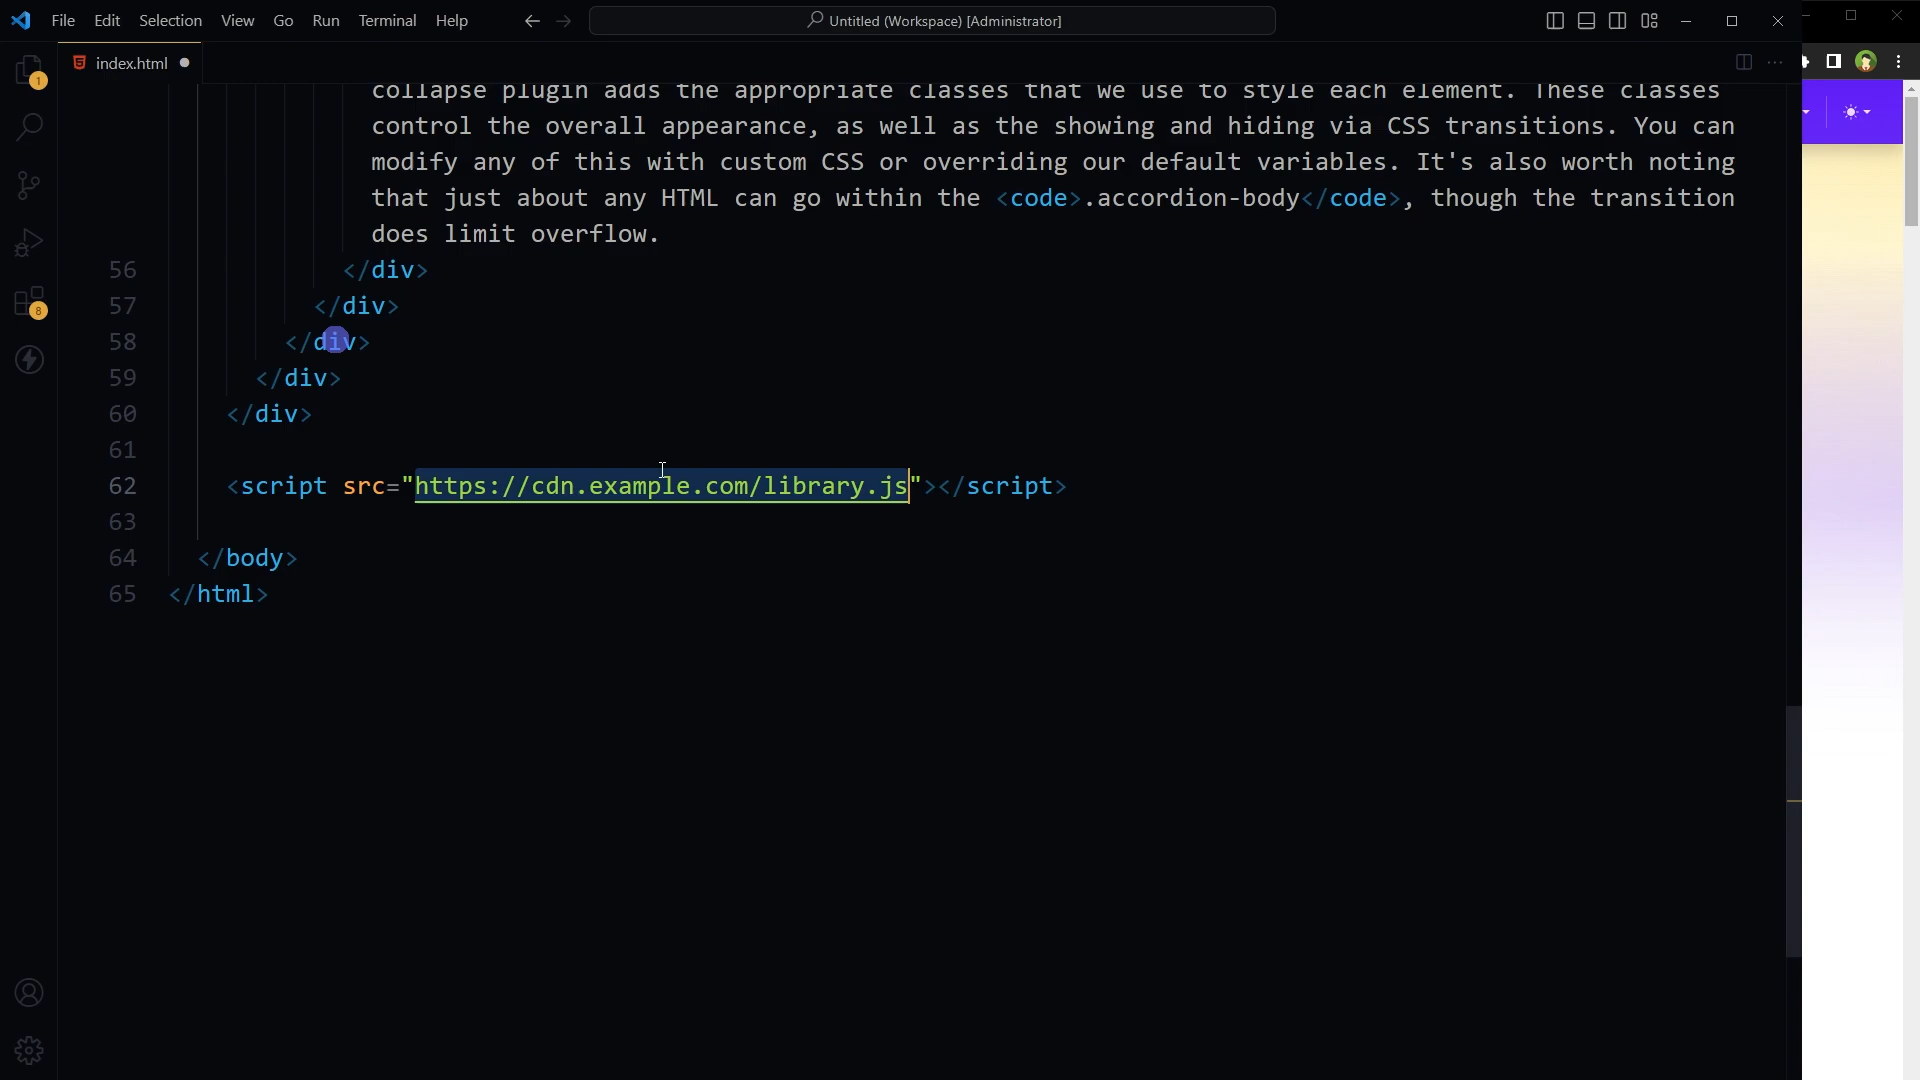 File Edit Selection View Go Run Terminal Help Untitled (Workspace) [Administrator]
index.html
1
8
collapse plugin adds the appropriate classes that we use to style each element. These classes
control the overall appearance, as well as the showing and hiding via CSS transitions. You can
modify any of this with custom CSS or overriding our default variables. It's also worth noting
that just about any HTML can go within the <code>.accordion-body</code>, though the transition
does limit overflow.
56 </div>
57 </div>
58 </div>
59 </div>
60 </div>
61
62 <script src="https://cdn.example.com/library.js"></script>
63
64 </body>
65 </html>